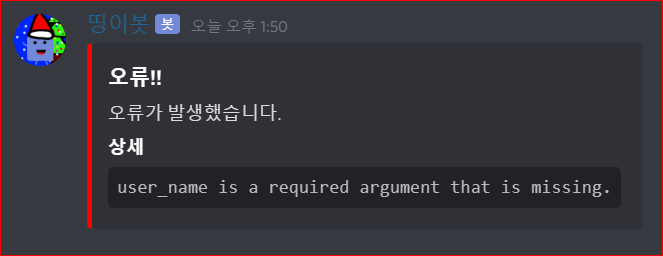 띵이봇 봇 오늘 오후 1:50
오류!!
오류가 발생했습니다.
상세
user_name is a required argument that is missing.